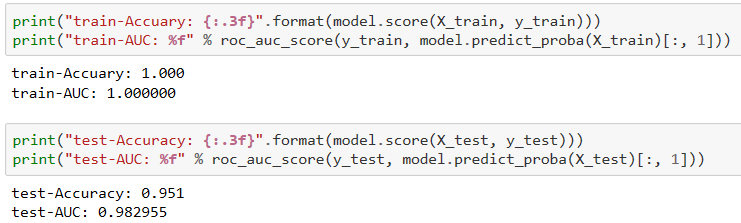 print("train-Accuary: {:.3f}".format(model.score(X_train, y_train)))
print("train-AUC: %f" % roc_auc_score(y_train, model.predict_proba(X_train)[:, 1]))
train-Accuary: 1.000
train-AUC: 1.000000
print("test-Accuracy: {:.3f}".format(model.score(X_test, y_test)))
print("test-AUC: %f" % roc_auc_score(y_test, model.predict_proba(X_test)[:, 1]))
test-Accuracy: 0.951
test-AUC: 0.982955